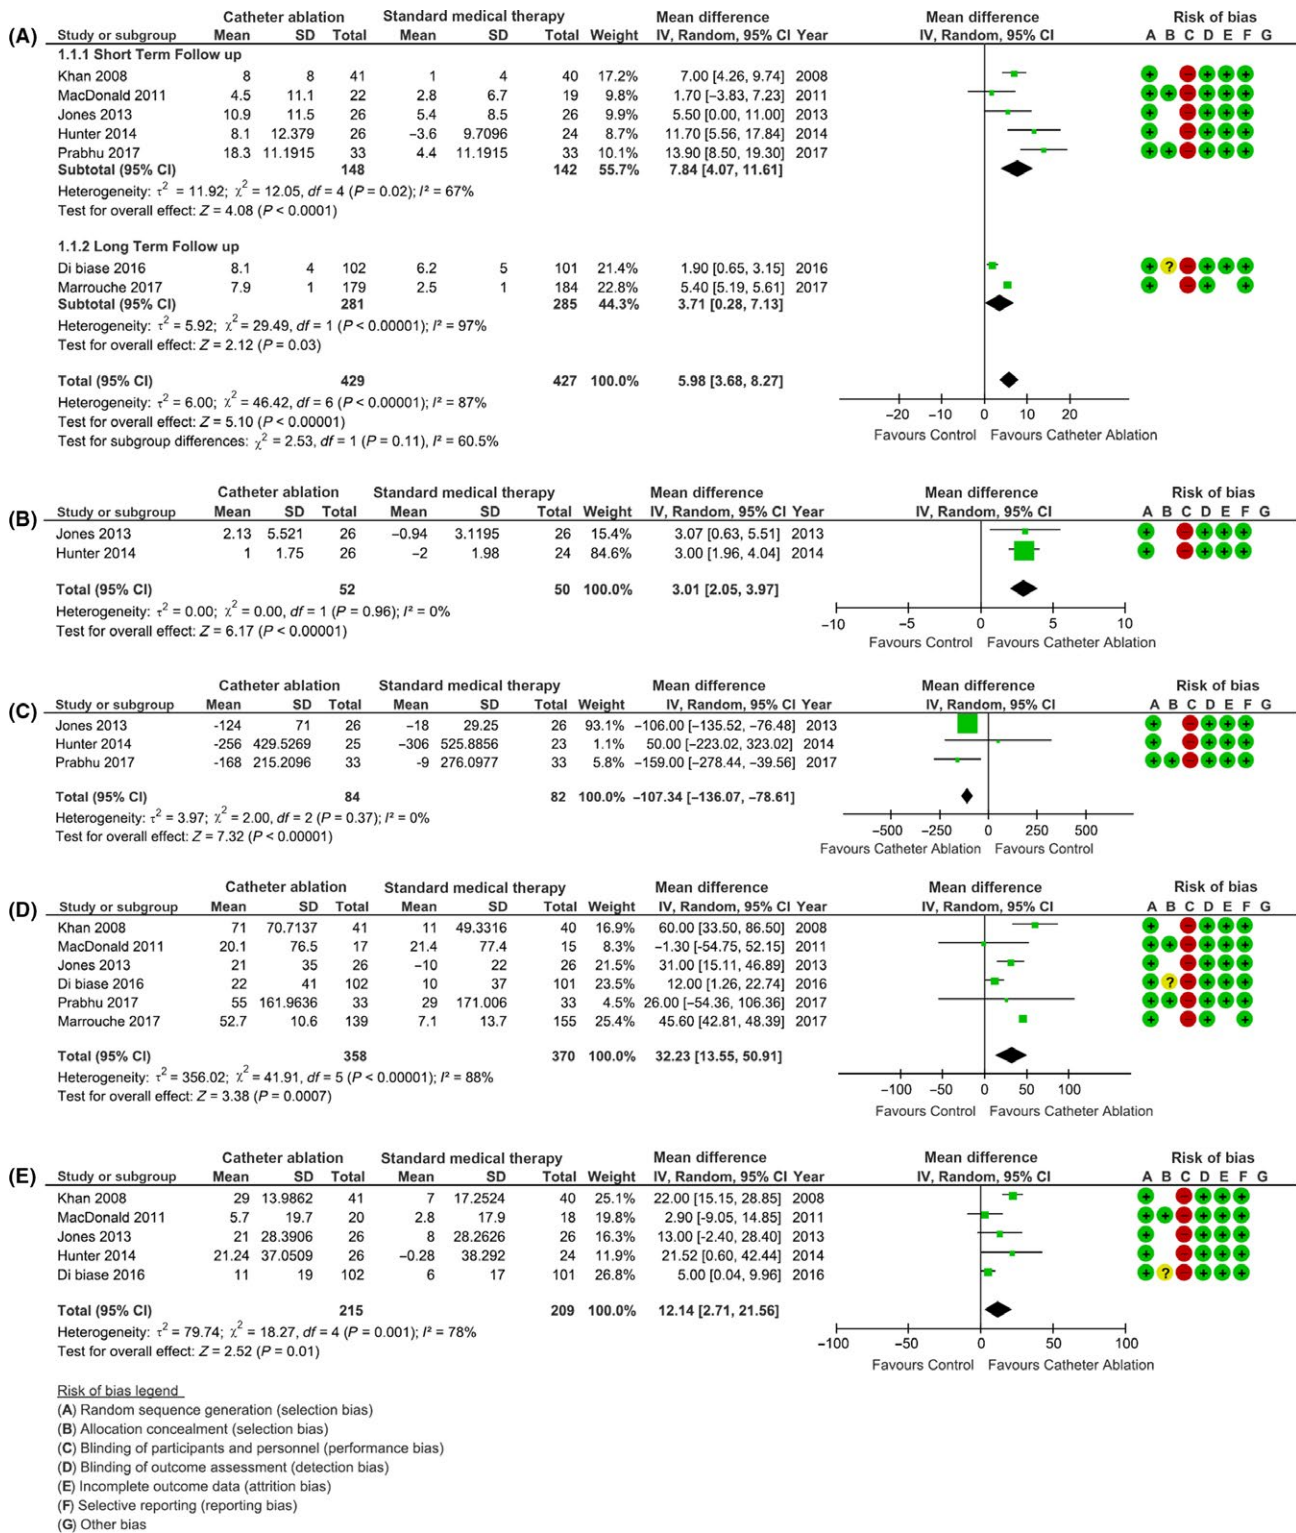 (A)
Catheter ablation Standard medical therapy Mean difference Mean difference Risk of bias
Study or subgroup Mean SD Total Mean SD Total Weight IV, Random, 95% CI Year IV, Random, 95% CI A B C D E F G
1.1.1 Short Term Follow up
Khan 2008 8 8 41 1 4 40 17.2% 7.00 [4.26, 9.74] 2008 + − + + +
MacDonald 2011 4.5 11.1 22 2.8 6.7 19 9.8% 1.70 [−3.83, 7.23] 2011 + + − + + +
Jones 2013 10.9 11.5 26 5.4 8.5 26 9.9% 5.50 [0.00, 11.00] 2013 + − + + +
Hunter 2014 8.1 12.379 26 −3.6 9.7096 24 8.7% 11.70 [5.56, 17.84] 2014 + − + + +
Prabhu 2017 18.3 11.1915 33 4.4 11.1915 33 10.1% 13.90 [8.50, 19.30] 2017 + + − + + +
Subtotal (95% CI) 148 142 55.7% 7.84 [4.07, 11.61]
Heterogeneity: τ² = 11.92; χ² = 12.05, df = 4 (P = 0.02); I² = 67%
Test for overall effect: Z = 4.08 (P < 0.0001)
1.1.2 Long Term Follow up
Di biase 2016 8.1 4 102 6.2 5 101 21.4% 1.90 [0.65, 3.15] 2016 + ? − + + +
Marrouche 2017 7.9 1 179 2.5 1 184 22.8% 5.40 [5.19, 5.61] 2017 + − + +
Subtotal (95% CI) 281 285 44.3% 3.71 [0.28, 7.13]
Heterogeneity: τ² = 5.92; χ² = 29.49, df = 1 (P < 0.00001); I² = 97%
Test for overall effect: Z = 2.12 (P = 0.03)
Total (95% CI) 429 427 100.0% 5.98 [3.68, 8.27]
Heterogeneity: τ² = 6.00; χ² = 46.42, df = 6 (P < 0.00001); I² = 87%
Test for overall effect: Z = 5.10 (P < 0.00001)
Test for subgroup differences: χ² = 2.53, df = 1 (P = 0.11), I² = 60.5%
−20 −10 0 10 20
Favours Control Favours Catheter Ablation
(B)
Catheter ablation Standard medical therapy Mean difference Mean difference Risk of bias
Study or subgroup Mean SD Total Mean SD Total Weight IV, Random, 95% CI Year IV, Random, 95% CI A B C D E F G
Jones 2013 2.13 5.521 26 −0.94 3.1195 26 15.4% 3.07 [0.63, 5.51] 2013 + − + + +
Hunter 2014 1 1.75 26 −2 1.98 24 84.6% 3.00 [1.96, 4.04] 2014 + − + + +
Total (95% CI) 52 50 100.0% 3.01 [2.05, 3.97]
Heterogeneity: τ² = 0.00; χ² = 0.00, df = 1 (P = 0.96); I² = 0%
Test for overall effect: Z = 6.17 (P < 0.00001)
−10 −5 0 5 10
Favours Control Favours Catheter Ablation
(C)
Catheter ablation Standard medical therapy Mean difference Mean difference Risk of bias
Study or subgroup Mean SD Total Mean SD Total Weight IV, Random, 95% CI Year IV, Random, 95% CI A B C D E F G
Jones 2013 -124 71 26 −18 29.25 26 93.1% −106.00 [−135.52, −76.48] 2013 + − + + +
Hunter 2014 -256 429.5269 25 −306 525.8856 23 1.1% 50.00 [−223.02, 323.02] 2014 + − + + +
Prabhu 2017 -168 215.2096 33 −9 276.0977 33 5.8% −159.00 [−278.44, −39.56] 2017 + + − + + +
Total (95% CI) 84 82 100.0% −107.34 [−136.07, −78.61]
Heterogeneity: τ² = 3.97; χ² = 2.00, df = 2 (P = 0.37); I² = 0%
Test for overall effect: Z = 7.32 (P < 0.00001)
−500 −250 0 250 500
Favours Catheter Ablation Favours Control
(D)
Catheter ablation Standard medical therapy Mean difference Mean difference Risk of bias
Study or subgroup Mean SD Total Mean SD Total Weight IV, Random, 95% CI Year IV, Random, 95% CI A B C D E F G
Khan 2008 71 70.7137 41 11 49.3316 40 16.9% 60.00 [33.50, 86.50] 2008 + − + + +
MacDonald 2011 20.1 76.5 17 21.4 77.4 15 8.3% −1.30 [−54.75, 52.15] 2011 + + − + + +
Jones 2013 21 35 26 −10 22 26 21.5% 31.00 [15.11, 46.89] 2013 + − + + +
Di biase 2016 22 41 102 10 37 101 23.5% 12.00 [1.26, 22.74] 2016 + ? − + + +
Prabhu 2017 55 161.9636 33 29 171.006 33 4.5% 26.00 [−54.36, 106.36] 2017 + + − + + +
Marrouche 2017 52.7 10.6 139 7.1 13.7 155 25.4% 45.60 [42.81, 48.39] 2017 + − + +
Total (95% CI) 358 370 100.0% 32.23 [13.55, 50.91]
Heterogeneity: τ² = 356.02; χ² = 41.91, df = 5 (P < 0.00001); I² = 88%
Test for overall effect: Z = 3.38 (P = 0.0007)
−100 −50 0 50 100
Favours Control Favours Catheter Ablation
(E)
Catheter ablation Standard medical therapy Mean difference Mean difference Risk of bias
Study or subgroup Mean SD Total Mean SD Total Weight IV, Random, 95% CI Year IV, Random, 95% CI A B C D E F G
Khan 2008 29 13.9862 41 7 17.2524 40 25.1% 22.00 [15.15, 28.85] 2008 + − + + +
MacDonald 2011 5.7 19.7 20 2.8 17.9 18 19.8% 2.90 [−9.05, 14.85] 2011 + + − + + +
Jones 2013 21 28.3906 26 8 28.2626 26 16.3% 13.00 [−2.40, 28.40] 2013 + − + + +
Hunter 2014 21.24 37.0509 26 −0.28 38.292 24 11.9% 21.52 [0.60, 42.44] 2014 + − + + +
Di biase 2016 11 19 102 6 17 101 26.8% 5.00 [0.04, 9.96] 2016 + ? − + + +
Total (95% CI) 215 209 100.0% 12.14 [2.71, 21.56]
Heterogeneity: τ² = 79.74; χ² = 18.27, df = 4 (P = 0.001); I² = 78%
Test for overall effect: Z = 2.52 (P = 0.01)
−100 −50 0 50 100
Favours Control Favours Catheter Ablation
Risk of bias legend
(A) Random sequence generation (selection bias)
(B) Allocation concealment (selection bias)
(C) Blinding of participants and personnel (performance bias)
(D) Blinding of outcome assessment (detection bias)
(E) Incomplete outcome data (attrition bias)
(F) Selective reporting (reporting bias)
(G) Other bias